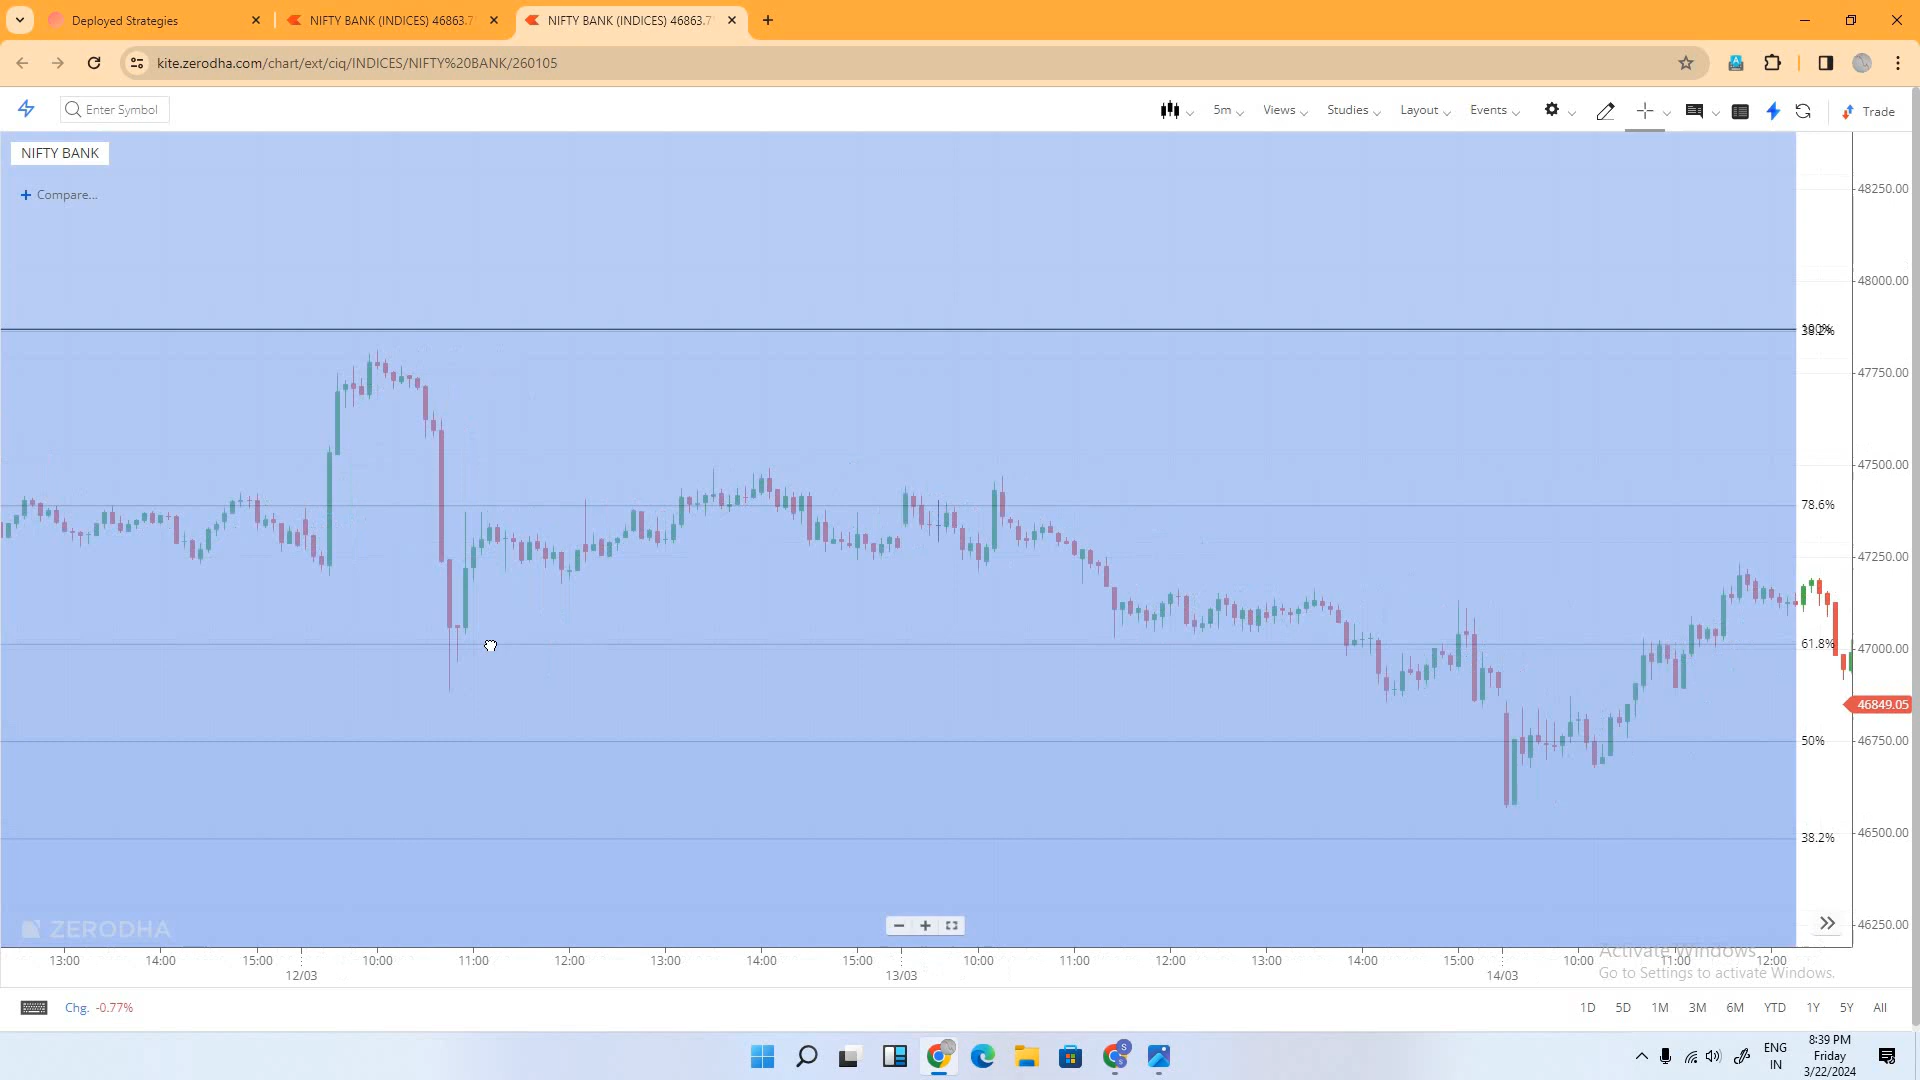 Deployed Strategies
NIFTY BANK (INDICES) 46863.7
NIFTY BANK (INDICES) 46863.7
kite.zerodha.com/chart/ext/ciq/INDICES/NIFTY%20BANK/260105
Enter Symbol
5m
Views
Studies
Layout
Events
Trade
NIFTY BANK
+ Compare...
48250.00
48000.00
47750.00
47500.00
47250.00
47000.00
46849.05
46750.00
46500.00
46250.00
38.2%
78.6%
61.8%
50%
38.2%
ZERODHA
13:00 14:00 15:00 10:00 11:00 12:00 13:00 14:00 15:00 10:00 11:00 12:00 13:00 14:00 15:00 10:00 11:00 12:00
12/03 13/03 14/03
Activate Windows
Go to Settings to activate Windows.
Chg. -0.77%
1D 5D 1M 3M 6M YTD 1Y 5Y All
ENG
IN
8:39 PM
Friday
3/22/2024